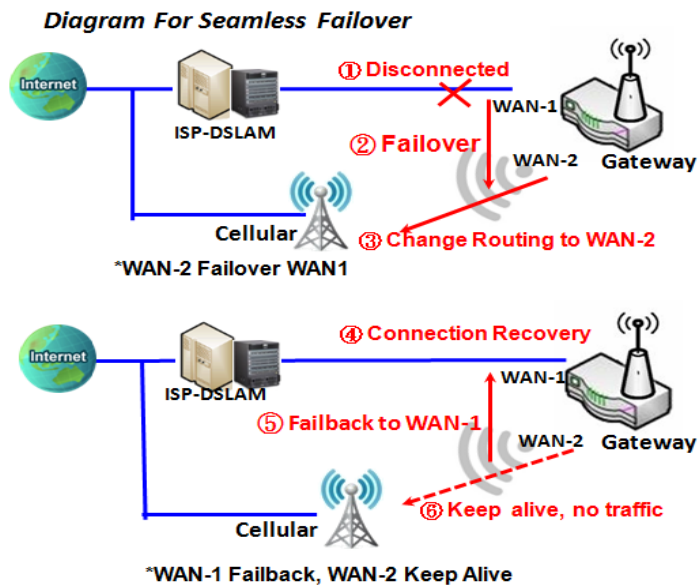 Diagram For Seamless Failover
Internet
ISP-DSLAM
① Disconnected
WAN-1
② Failover
WAN-2
Gateway
Cellular
③ Change Routing to WAN-2
*WAN-2 Failover WAN1
Internet
ISP-DSLAM
④ Connection Recovery
WAN-1
⑤ Failback to WAN-1
WAN-2
Gateway
Cellular
⑥ Keep alive, no traffic
*WAN-1 Failback, WAN-2 Keep Alive